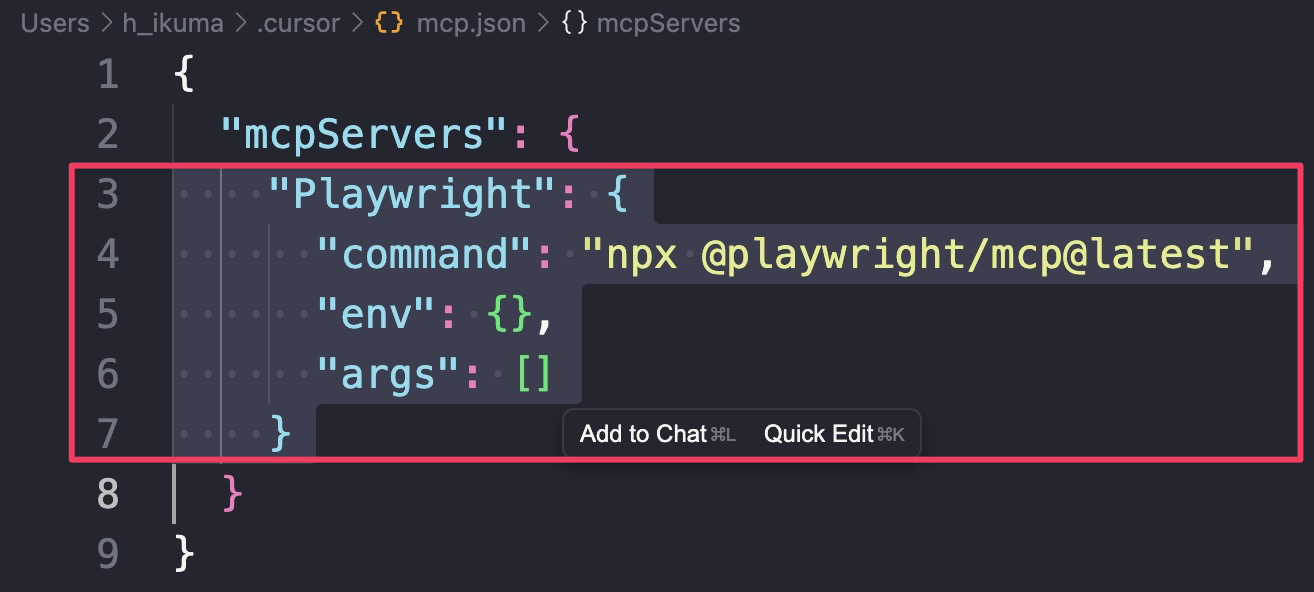 Users > h_ikuma > .cursor > {} mcp.json > {} mcpServers
1 {
2 "mcpServers": {
3 "Playwright": {
4 "command": "npx @playwright/mcp@latest",
5 "env": {},
6 "args": []
7 }
Add to Chat⌘L Quick Edit⌘K
8 }
9 }